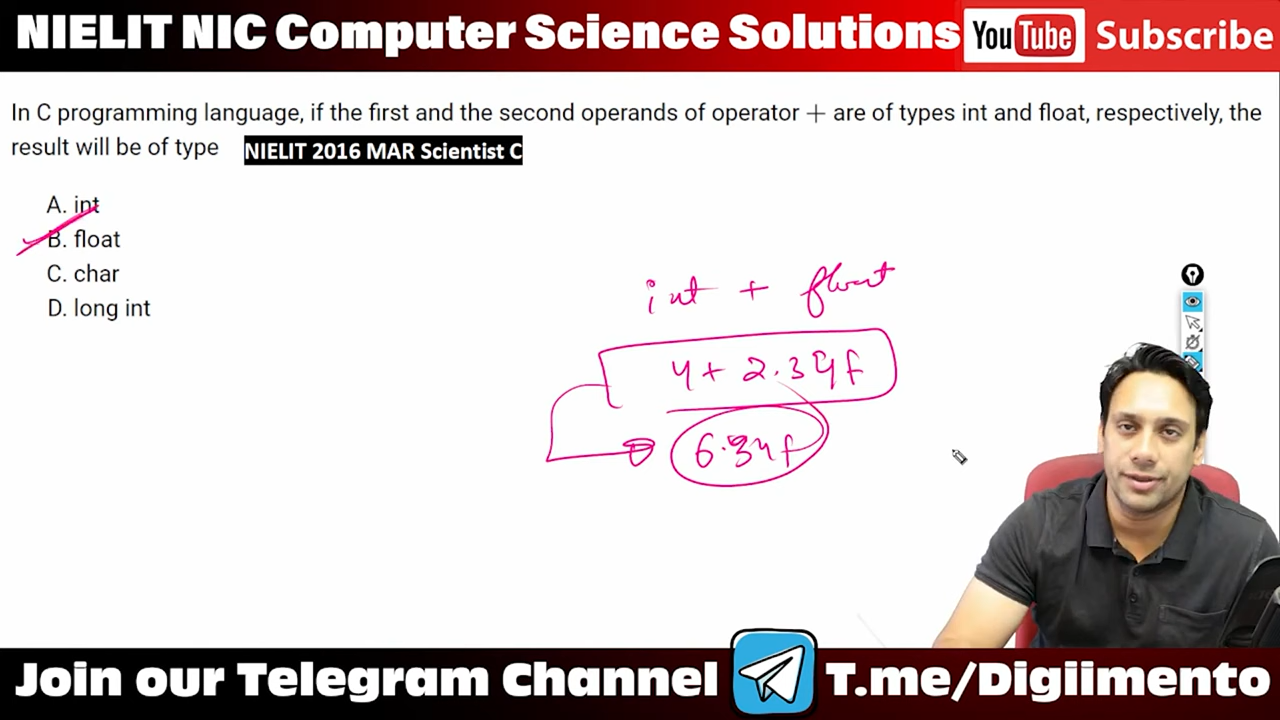 NIELIT NIC Computer Science Solutions
YouTube Subscribe
In C programming language, if the first and the second operands of operator + are of types int and float, respectively, the
result will be of type NIELIT 2016 MAR Scientist C
A. int
B. float
C. char
D. long int
int + float
4+ 2.34f
6.34f
Join our Telegram Channel T.me/Digiimento